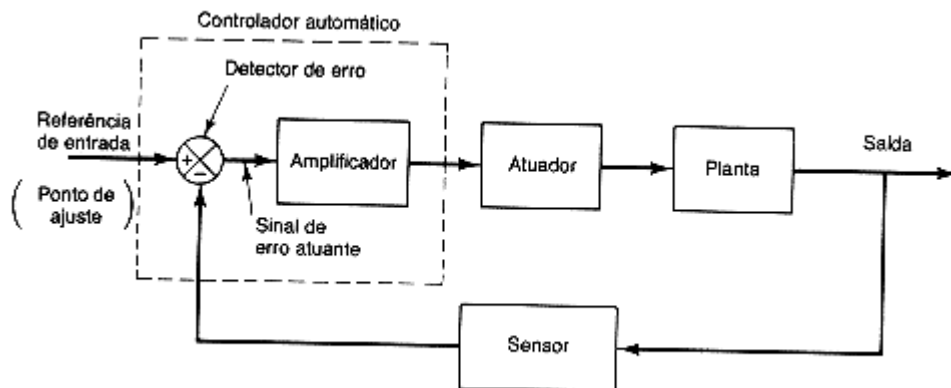 Controlador automático
Detector de erro
Referência
de entrada
( Ponto de
ajuste )
+
−
Amplificador
Sinal de
erro atuante
Atuador
Planta
Saída
Sensor